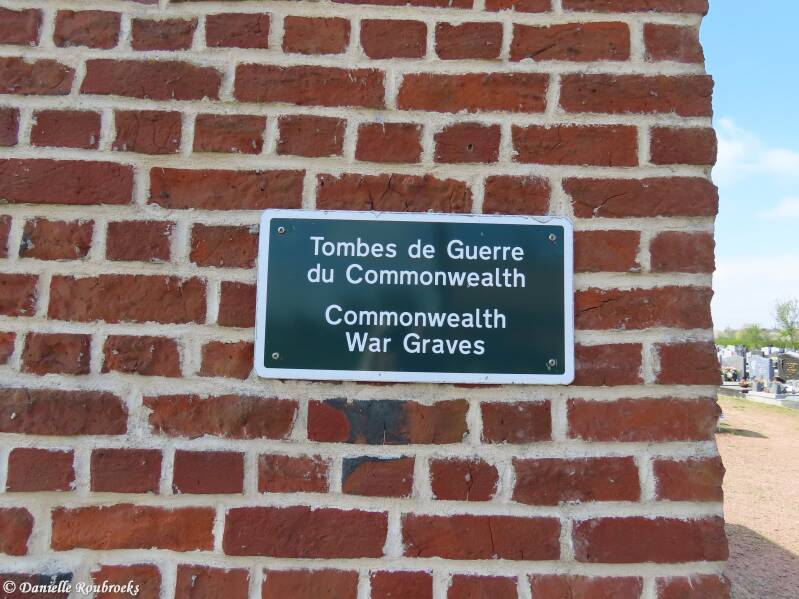 Tombes de Guerre
du Commonwealth
Commonwealth
War Graves
© Danielle Roubroeks